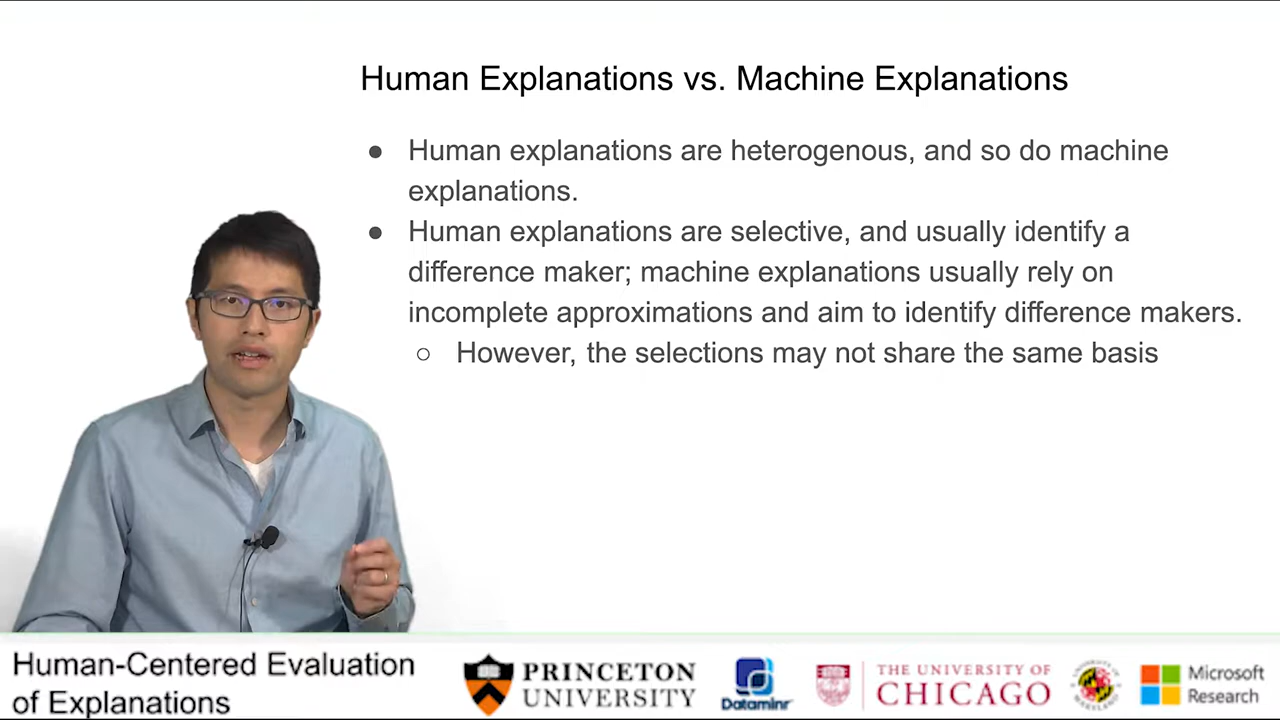 Human Explanations vs. Machine Explanations
● Human explanations are heterogenous, and so do machine
explanations.
● Human explanations are selective, and usually identify a
difference maker; machine explanations usually rely on
incomplete approximations and aim to identify difference makers.
○ However, the selections may not share the same basis
Human-Centered Evaluation
of Explanations
PRINCETON
UNIVERSITY
Dataminr
THE UNIVERSITY OF
CHICAGO
Microsoft
Research